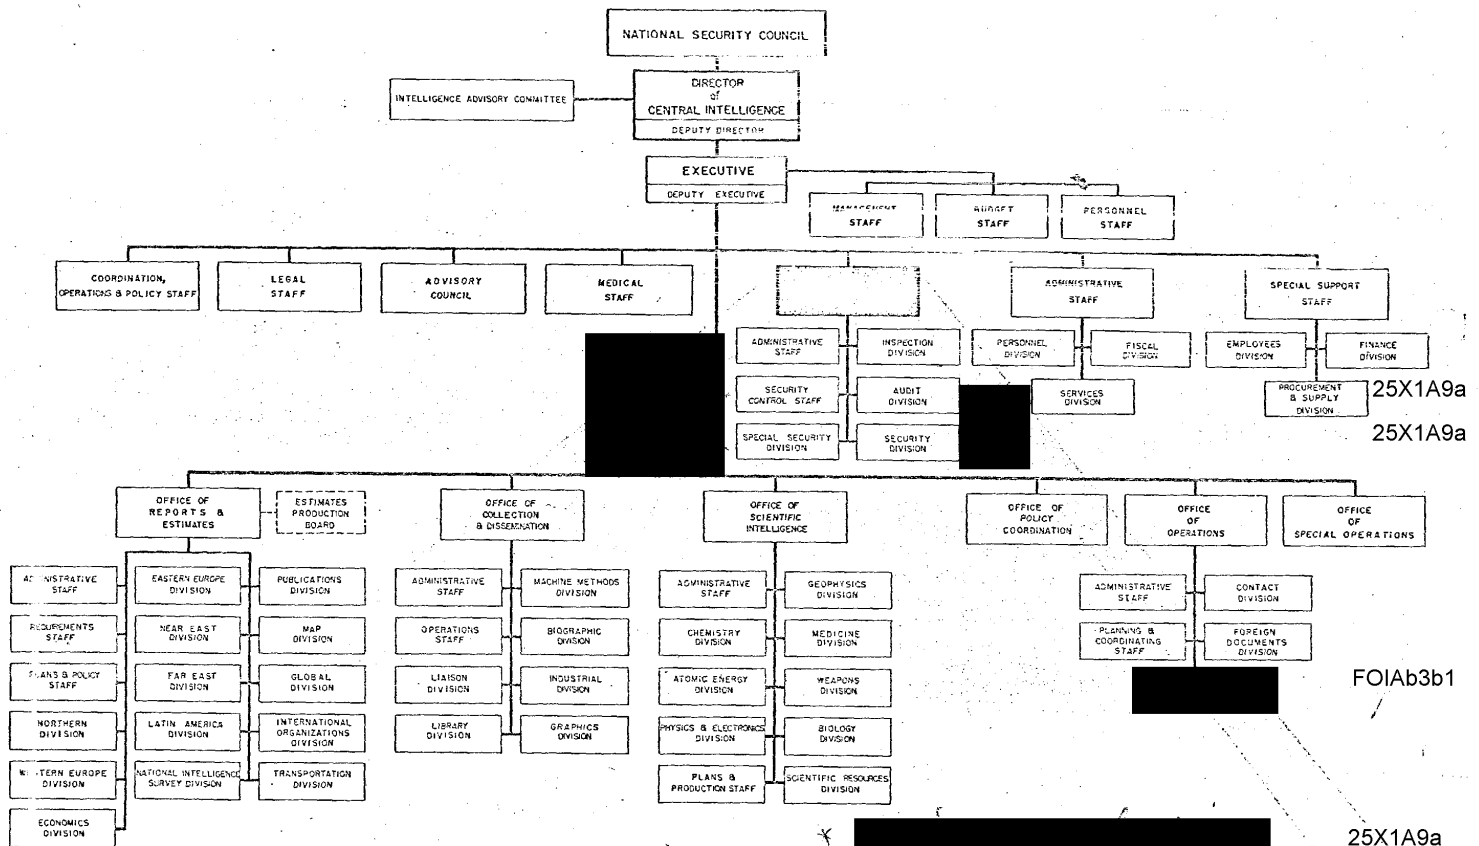 NATIONAL SECURITY COUNCIL
INTELLIGENCE ADVISORY COMMITTEE
DIRECTOR
of
CENTRAL INTELLIGENCE
DEPUTY DIRECTOR
EXECUTIVE
DEPUTY EXECUTIVE
MANAGEMENT
STAFF
BUDGET
STAFF
PERSONNEL
STAFF
COORDINATION,
OPERATIONS & POLICY STAFF
LEGAL
STAFF
ADVISORY
COUNCIL
MEDICAL
STAFF
ADMINISTRATIVE
STAFF
SPECIAL SUPPORT
STAFF
ADMINISTRATIVE
STAFF
INSPECTION
DIVISION
PERSONNEL
DIVISION
FISCAL
DIVISION
EMPLOYEES
DIVISION
FINANCE
DIVISION
SECURITY
CONTROL STAFF
AUDIT
DIVISION
SERVICES
DIVISION
PROCUREMENT
& SUPPLY
DIVISION
25X1A9a
SPECIAL SECURITY
DIVISION
SECURITY
DIVISION
25X1A9a
OFFICE OF
REPORTS &
ESTIMATES
ESTIMATES
PRODUCTION
BOARD
OFFICE OF
COLLECTION
& DISSEMINATION
OFFICE OF
SCIENTIFIC
INTELLIGENCE
OFFICE OF
POLICY
COORDINATION
OFFICE
OF
OPERATIONS
OFFICE
OF
SPECIAL OPERATIONS
ADMINISTRATIVE
STAFF
EASTERN EUROPE
DIVISION
PUBLICATIONS
DIVISION
REQUIREMENTS
STAFF
NEAR EAST
DIVISION
MAP
DIVISION
PLANS & POLICY
STAFF
FAR EAST
DIVISION
GLOBAL
DIVISION
NORTHERN
DIVISION
LATIN AMERICA
DIVISION
INTERNATIONAL
ORGANIZATIONS
DIVISION
WESTERN EUROPE
DIVISION
NATIONAL INTELLIGENCE
SURVEY DIVISION
TRANSPORTATION
DIVISION
ECONOMICS
DIVISION
ADMINISTRATIVE
STAFF
MACHINE METHODS
DIVISION
OPERATIONS
STAFF
BIOGRAPHIC
DIVISION
LIAISON
DIVISION
INDUSTRIAL
DIVISION
LIBRARY
DIVISION
GRAPHICS
DIVISION
ADMINISTRATIVE
STAFF
GEOPHYSICS
DIVISION
CHEMISTRY
DIVISION
MEDICINE
DIVISION
ATOMIC ENERGY
DIVISION
WEAPONS
DIVISION
PHYSICS & ELECTRONICS
DIVISION
BIOLOGY
DIVISION
PLANS &
PRODUCTION STAFF
SCIENTIFIC RESOURCES
DIVISION
ADMINISTRATIVE
STAFF
CONTACT
DIVISION
PLANNING &
COORDINATING
STAFF
FOREIGN
DOCUMENTS
DIVISION
FOIAb3b1
25X1A9a